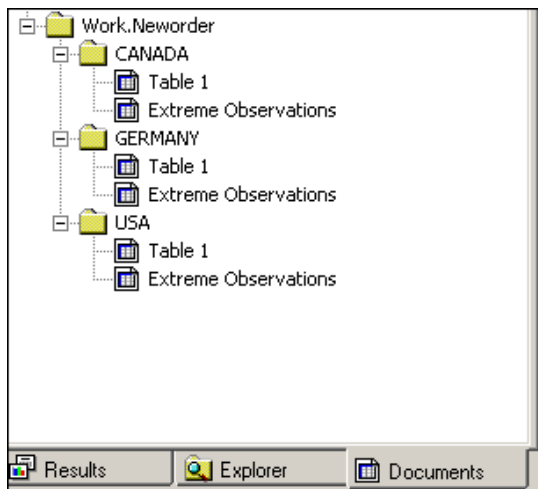 Work.Neworder
CANADA
Table 1
Extreme Observations
GERMANY
Table 1
Extreme Observations
USA
Table 1
Extreme Observations
Results Explorer Documents